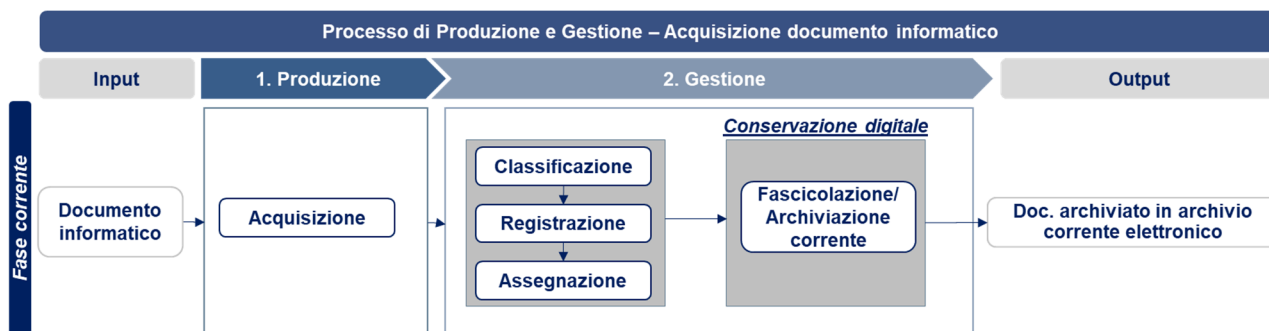 Processo di Produzione e Gestione – Acquisizione documento informatico
Input
1. Produzione
2. Gestione
Output
Fase corrente
Documento
informatico
Acquisizione
Classificazione
Registrazione
Assegnazione
Conservazione digitale
Fascicolazione/
Archiviazione
corrente
Doc. archiviato in archivio
corrente elettronico